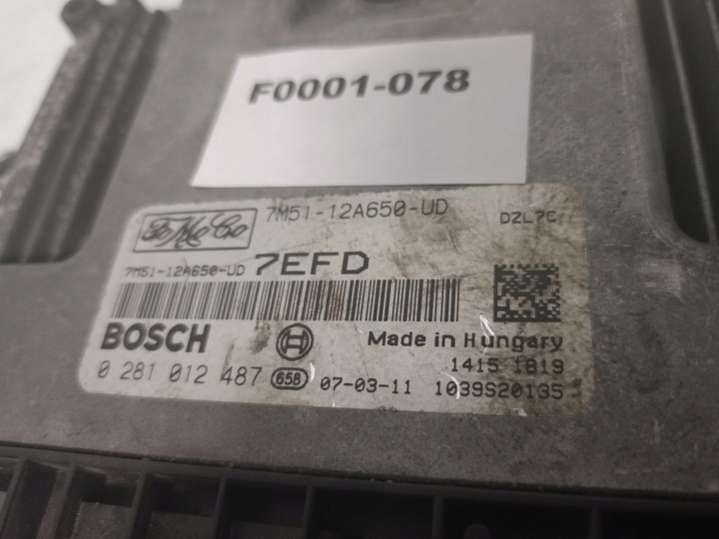 F0001-078
FoMoCo 7M51-12A650-UD DZL7C
7M51-12A650-UD 7EFD
BOSCH Made in Hungary
1415 1819
0 281 012 487 65B 07-03-11 1039S20135